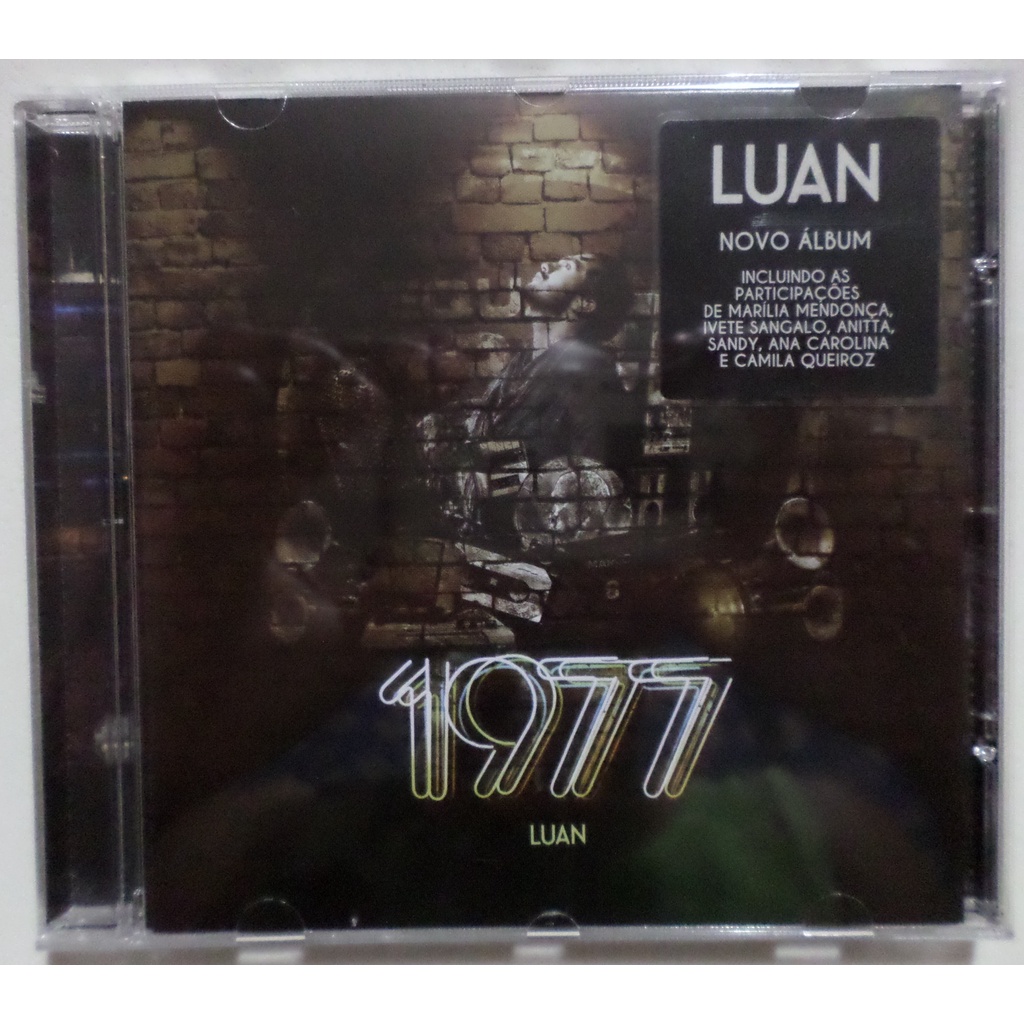 LUAN
NOVO ÁLBUM
INCLUINDO AS
PARTICIPAÇÕES
DE MARÍLIA MENDONÇA,
IVETE SANGALO, ANITTA,
SANDY, ANA CAROLINA
E CAMILA QUEIROZ
1977
LUAN